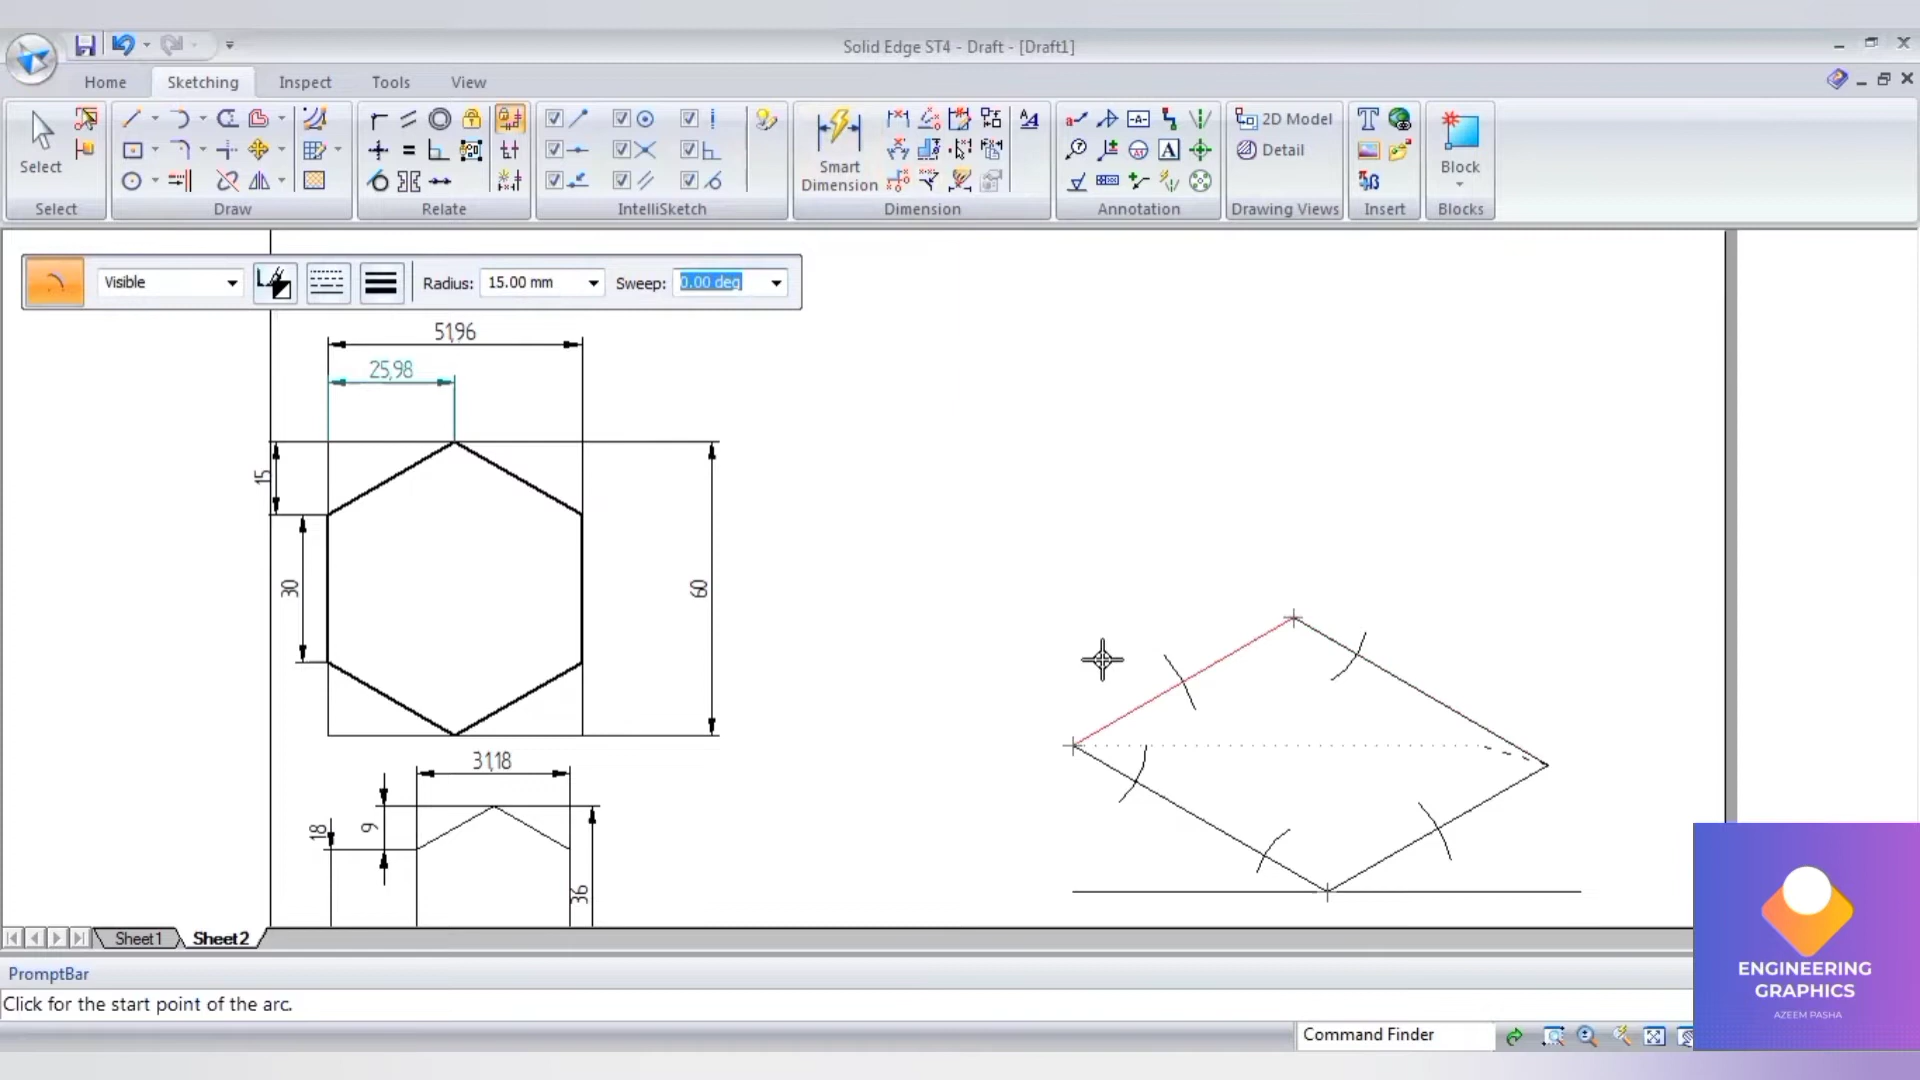 Solid Edge ST4 - Draft - [Draft1]
Home
Sketching
Inspect
Tools
View
Select
Smart
Dimension
2D Model
Detail
Block
Select
Draw
Relate
IntelliSketch
Dimension
Annotation
Drawing Views
Insert
Blocks
Visible
Radius:
15.00 mm
Sweep:
0.00 deg
51,96
25,98
15
30
60
31,18
18
9
36
Sheet1
Sheet2
PromptBar
Click for the start point of the arc.
Command Finder
ENGINEERING
GRAPHICS
AZEEM PASHA